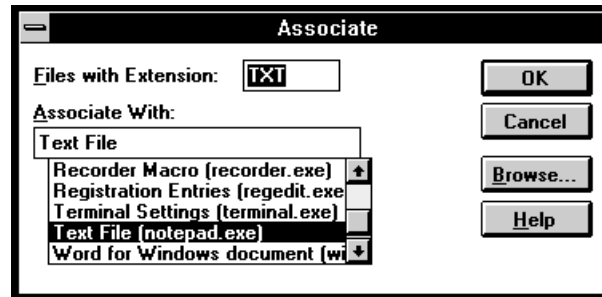 Associate
Files with Extension: TXT
OK
Associate With:
Cancel
Text File
Recorder Macro (recorder.exe)
Registration Entries (regedit.exe
Browse...
Terminal Settings (terminal.exe)
Text File (notepad.exe)
Help
Word for Windows document (wi